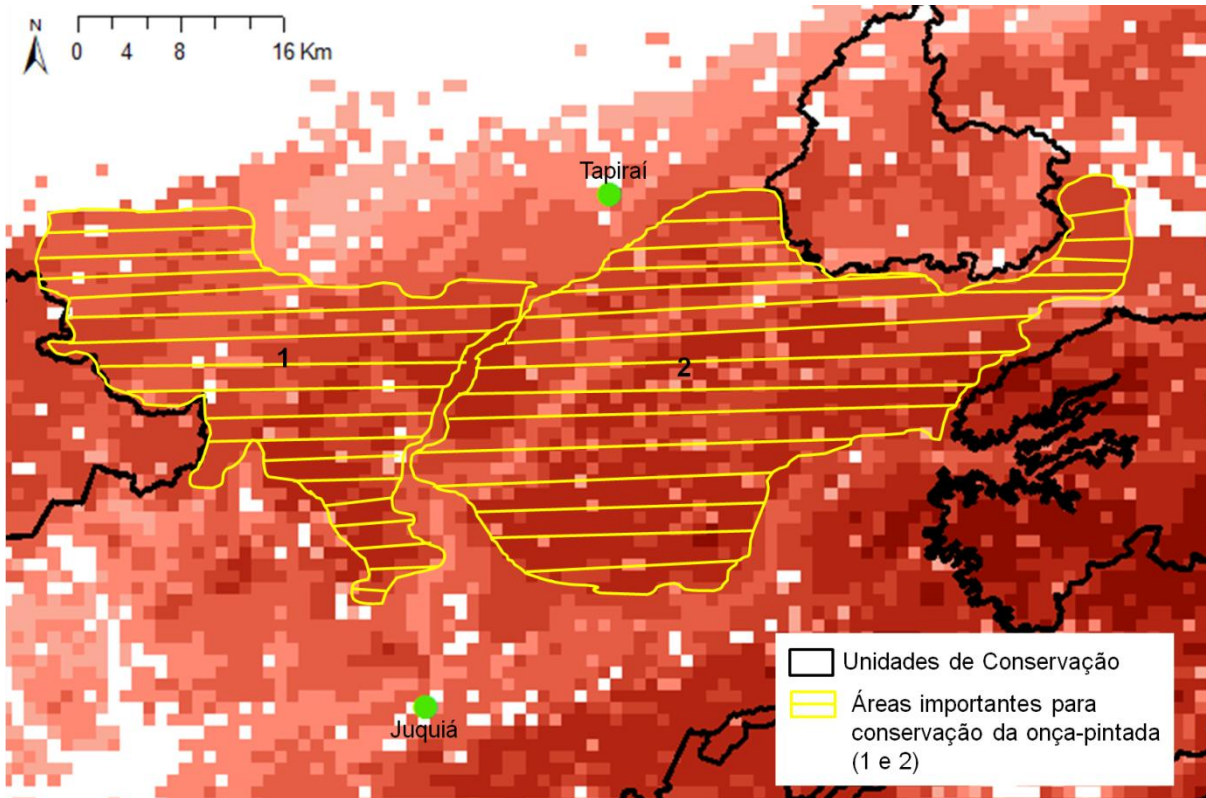 N
0 4 8 16 Km
Tapiraí
1
2
Juquiá
Unidades de Conservação
Áreas importantes para
conservação da onça-pintada
(1 e 2)